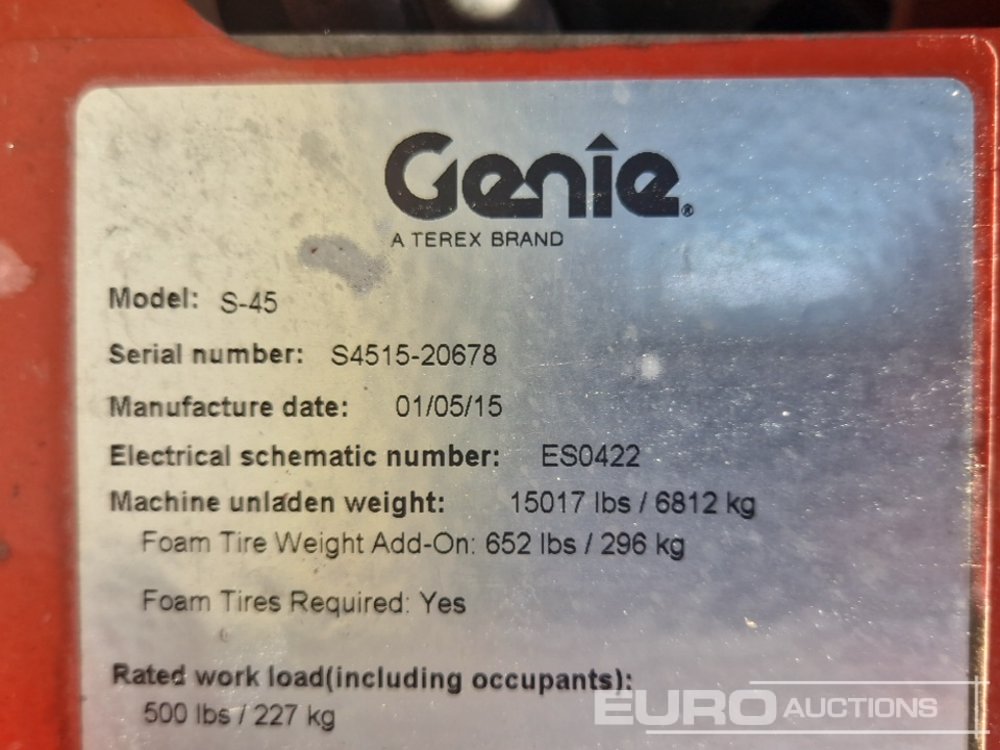 Genie®
A TEREX BRAND
Model: S-45
Serial number: S4515-20678
Manufacture date: 01/05/15
Electrical schematic number: ES0422
Machine unladen weight: 15017 lbs / 6812 kg
Foam Tire Weight Add-On: 652 lbs / 296 kg
Foam Tires Required: Yes
Rated work load(including occupants):
500 lbs / 227 kg
EURO AUCTIONS